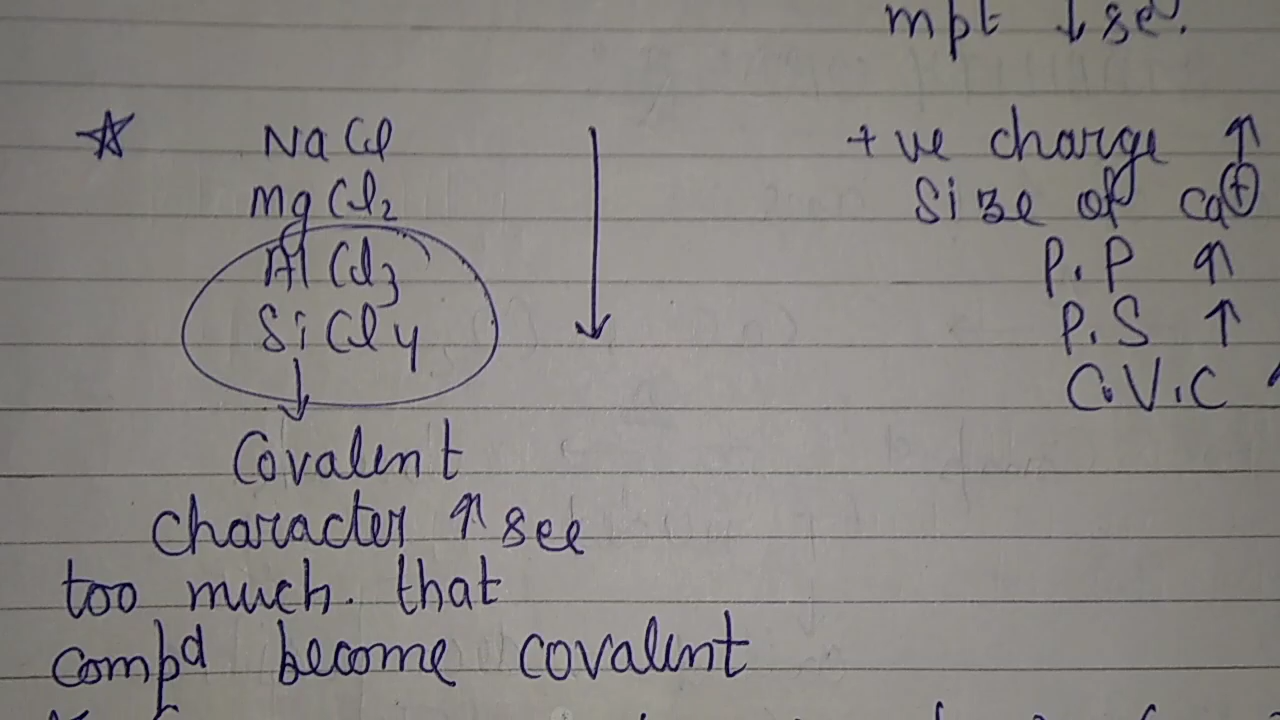 mpt ↓se.
☆ NaCl + ve charge ↑
MgCl₂ Size of ca⊕
AlCl₃ P.P ↑
SiCl₄ P.S ↑
C.V.C
Covalent
character ↑ see
too much. that
compd become covalent